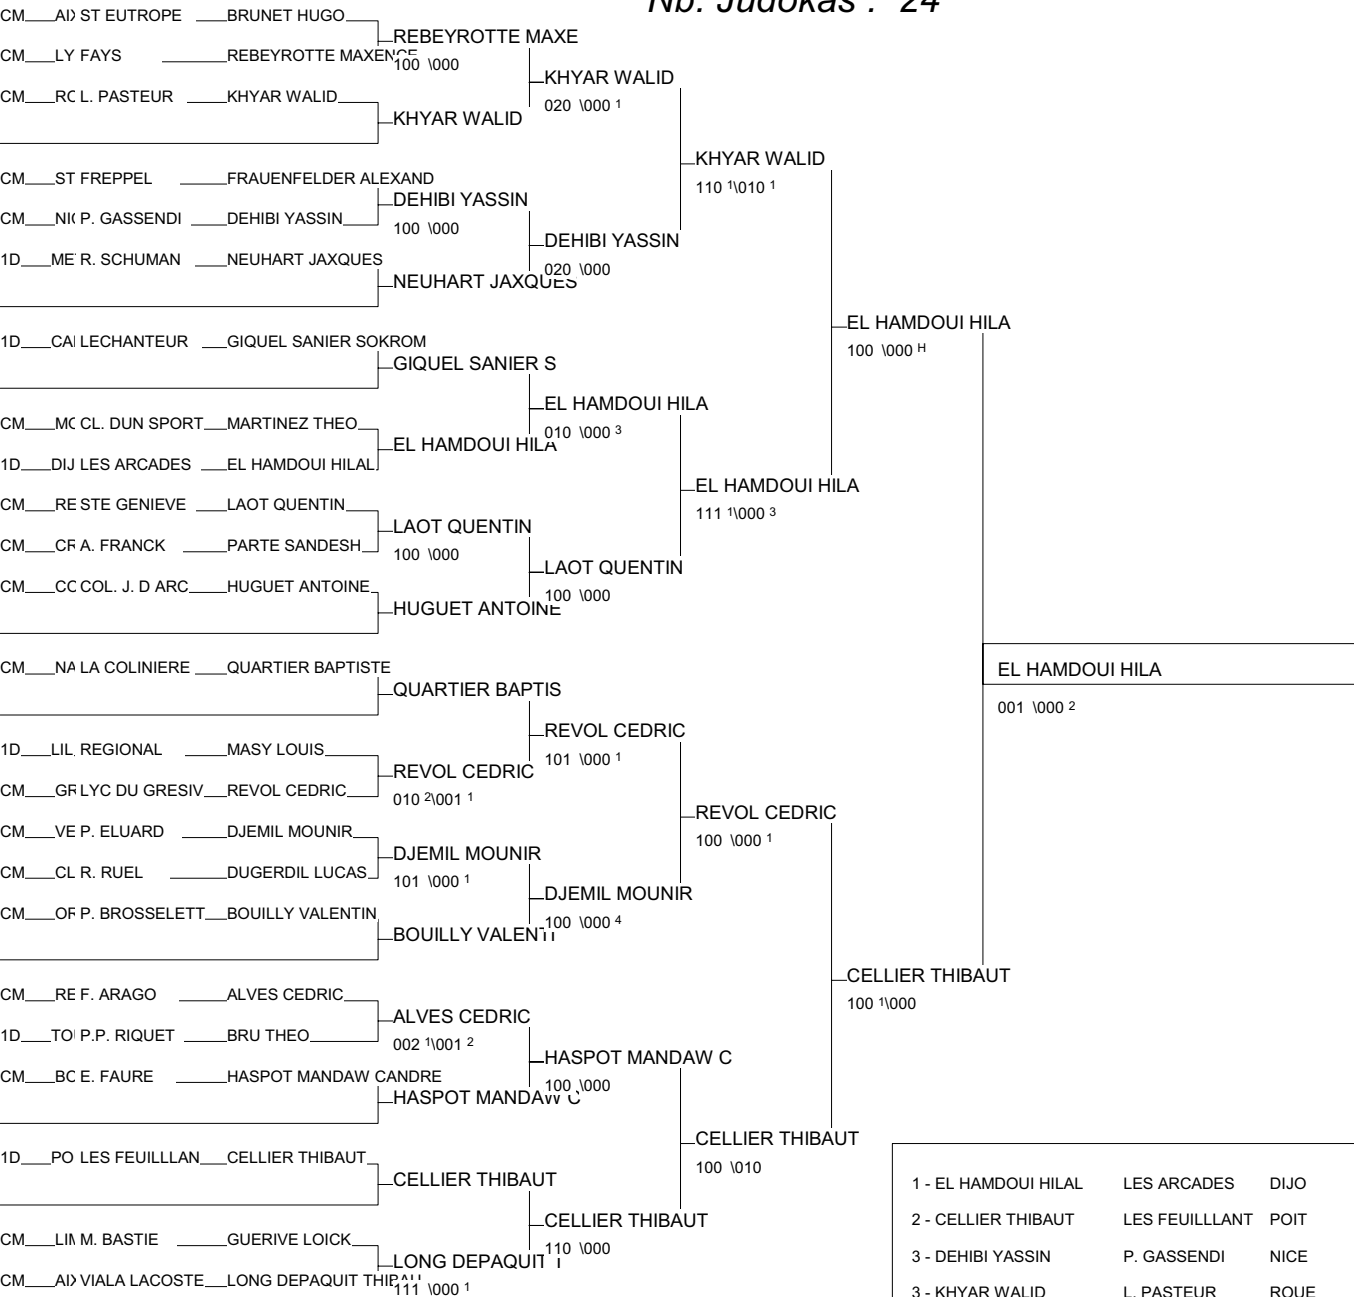 Nb. Judokas : 24
CM AIX ST EUTROPE BRUNET HUGO
REBEYROTTE MAXE
CM LY FAYS REBEYROTTE MAXENCE
100 \000
KHYAR WALID
CM RO L. PASTEUR KHYAR WALID
020 \000 1
KHYAR WALID
KHYAR WALID
110 1\010 1
CM ST FREPPEL FRAUENFELDER ALEXAND
DEHIBI YASSIN
CM NI P. GASSENDI DEHIBI YASSIN
100 \000
DEHIBI YASSIN
1D ME R. SCHUMAN NEUHART JAXQUES
020 \000
NEUHART JAXQUES
EL HAMDOUI HILA
1D CA LECHANTEUR GIQUEL SANIER SOKROM
100 \000 H
GIQUEL SANIER S
EL HAMDOUI HILA
CM MO CL. DUN SPORT MARTINEZ THEO
010 \000 3
EL HAMDOUI HILA
1D DIJ LES ARCADES EL HAMDOUI HILAL
EL HAMDOUI HILA
CM RE STE GENIEVE LAOT QUENTIN
111 1\000 3
LAOT QUENTIN
CM CR A. FRANCK PARTE SANDESH
100 \000
LAOT QUENTIN
CM CO COL. J. D ARC HUGUET ANTOINE
100 \000
HUGUET ANTOINE
CM NA LA COLINIERE QUARTIER BAPTISTE
EL HAMDOUI HILA
QUARTIER BAPTIS
001 \000 2
REVOL CEDRIC
1D LIL REGIONAL MASY LOUIS
101 \000 1
REVOL CEDRIC
CM GR LYC DU GRESIV REVOL CEDRIC
010 2\001 1
REVOL CEDRIC
CM VE P. ELUARD DJEMIL MOUNIR
100 \000 1
DJEMIL MOUNIR
CM CL R. RUEL DUGERDIL LUCAS
101 \000 1
DJEMIL MOUNIR
CM OR P. BROSSELETT BOUILLY VALENTIN
100 \000 4
BOUILLY VALENTI
CELLIER THIBAUT
CM RE F. ARAGO ALVES CEDRIC
100 1\000
ALVES CEDRIC
1D TO P.P. RIQUET BRU THEO
002 1\001 2
HASPOT MANDAW C
CM BO E. FAURE HASPOT MANDAW CANDRE
100 \000
HASPOT MANDAW C
CELLIER THIBAUT
1D PO LES FEUILLLAN CELLIER THIBAUT
100 \010
CELLIER THIBAUT
1 - EL HAMDOUI HILAL LES ARCADES DIJO
CELLIER THIBAUT
2 - CELLIER THIBAUT LES FEUILLLANT POIT
CM LIM M. BASTIE GUERIVE LOICK
110 \000
LONG DEPAQUIT T
3 - DEHIBI YASSIN P. GASSENDI NICE
CM AIX VIALA LACOSTE LONG DEPAQUIT THIBAU
111 \000 1
3 - KHYAR WALID L. PASTEUR ROUE